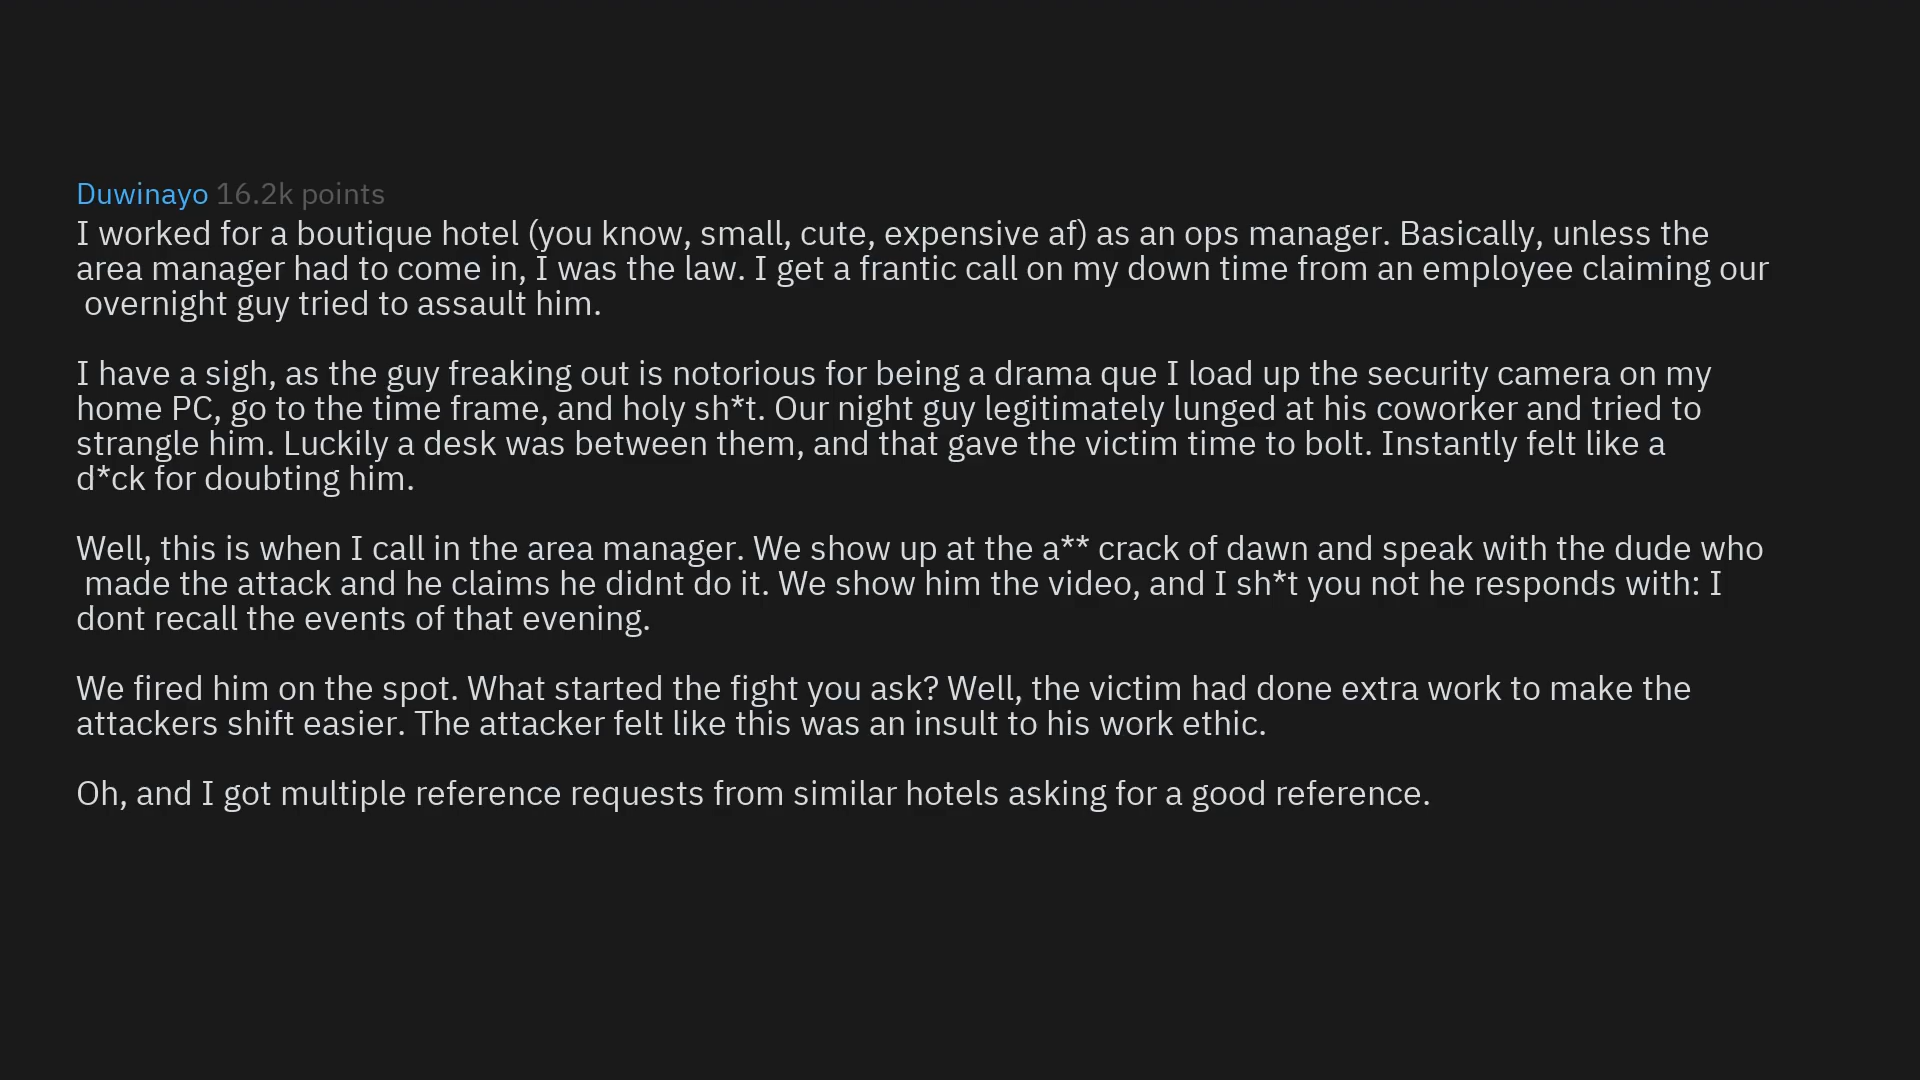 Duwinayo 16.2k points
I worked for a boutique hotel (you know, small, cute, expensive af) as an ops manager. Basically, unless the
area manager had to come in, I was the law. I get a frantic call on my down time from an employee claiming our
overnight guy tried to assault him.
I have a sigh, as the guy freaking out is notorious for being a drama que I load up the security camera on my
home PC, go to the time frame, and holy sh*t. Our night guy legitimately lunged at his coworker and tried to
strangle him. Luckily a desk was between them, and that gave the victim time to bolt. Instantly felt like a
d*ck for doubting him.
Well, this is when I call in the area manager. We show up at the a** crack of dawn and speak with the dude who
made the attack and he claims he didnt do it. We show him the video, and I sh*t you not he responds with: I
dont recall the events of that evening.
We fired him on the spot. What started the fight you ask? Well, the victim had done extra work to make the
attackers shift easier. The attacker felt like this was an insult to his work ethic.
Oh, and I got multiple reference requests from similar hotels asking for a good reference.